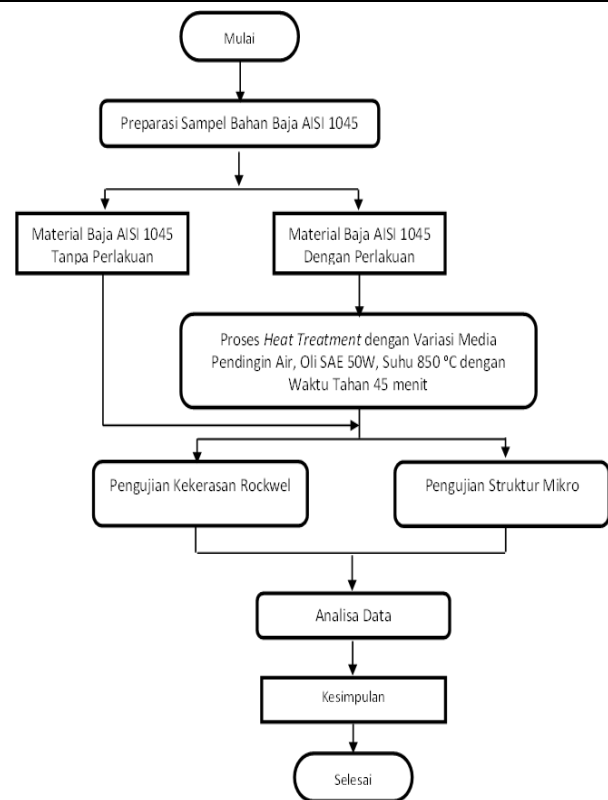 Mulai
Preparasi Sampel Bahan Baja AISI 1045
Material Baja AISI 1045
Tanpa Perlakuan
Material Baja AISI 1045
Dengan Perlakuan
Proses Heat Treatment dengan Variasi Media
Pendingin Air, Oli SAE 50W, Suhu 850 °C dengan
Waktu Tahan 45 menit
Pengujian Kekerasan Rockwel
Pengujian Struktur Mikro
Analisa Data
Kesimpulan
Selesai